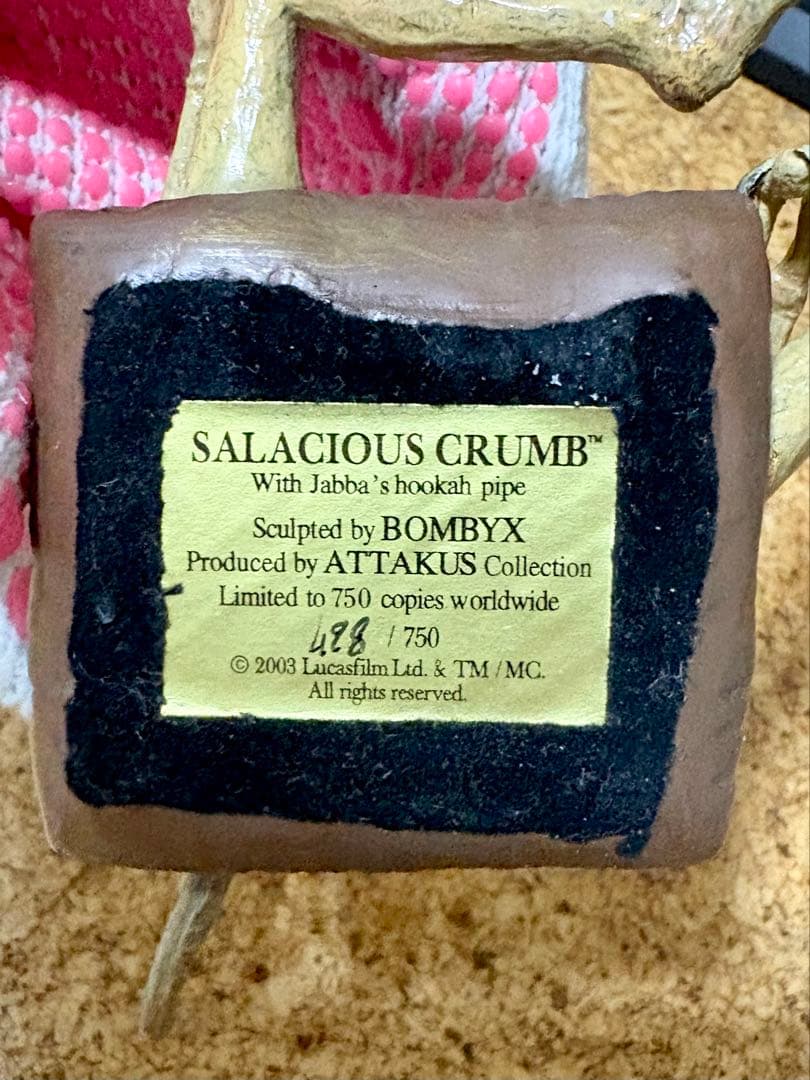 SALACIOUS CRUMB™
With Jabba's hookah pipe
Sculpted by BOMBYX
Produced by ATTAKUS Collection
Limited to 750 copies worldwide
498 / 750
© 2003 Lucasfilm Ltd. & TM / MC.
All rights reserved.